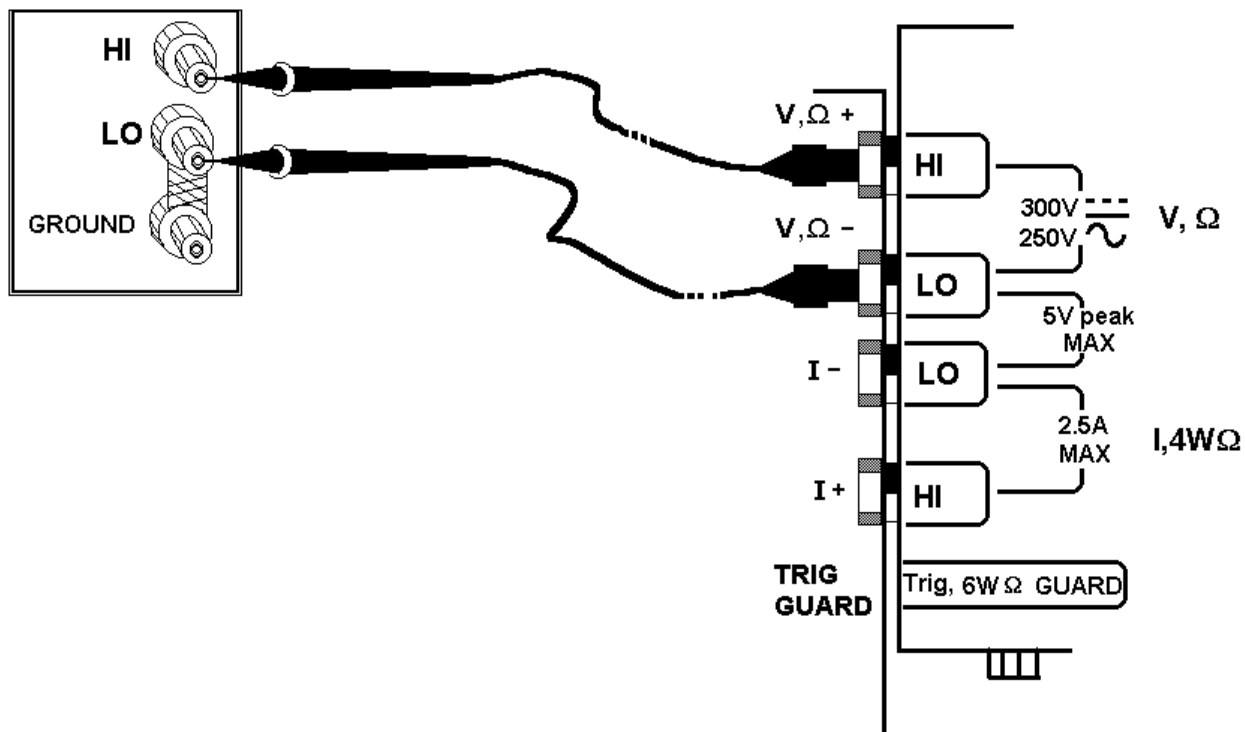 HI
LO
GROUND
V,Ω +
V,Ω -
I -
I +
TRIG
GUARD
HI
LO
LO
HI
300V
250V
V, Ω
5V peak
MAX
2.5A
MAX
I,4WΩ
Trig, 6WΩ GUARD